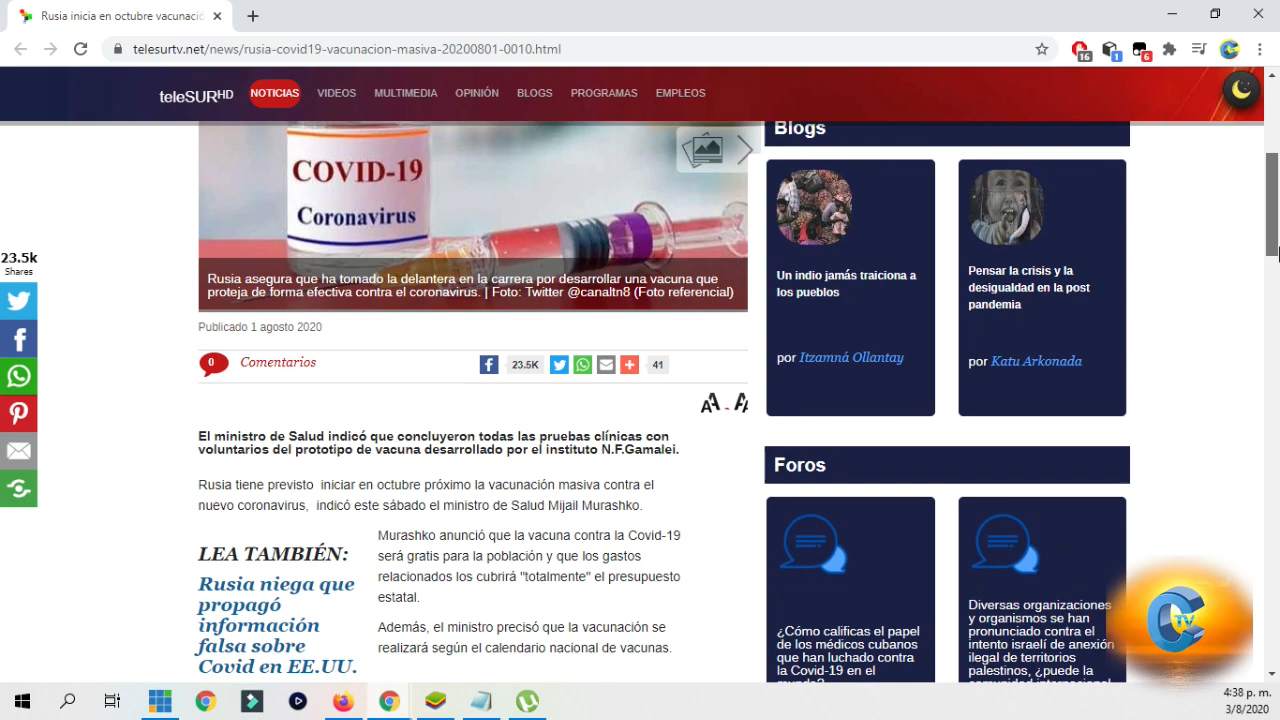 Rusia inicia en octubre vacunació
telesurtv.net/news/rusia-covid19-vacunacion-masiva-20200801-0010.html
16
1
6
teleSURHD
NOTICIAS
VIDEOS
MULTIMEDIA
OPINIÓN
BLOGS
PROGRAMAS
EMPLEOS
COVID-19
Coronavirus
Rusia asegura que ha tomado la delantera en la carrera por desarrollar una vacuna que
proteja de forma efectiva contra el coronavirus. | Foto: Twitter @canaltn8 (Foto referencial)
Publicado 1 agosto 2020
0
Comentarios
23.5K
41
23.5k
Shares
AA - AA
El ministro de Salud indicó que concluyeron todas las pruebas clínicas con
voluntarios del prototipo de vacuna desarrollado por el instituto N.F.Gamalei.
Rusia tiene previsto iniciar en octubre próximo la vacunación masiva contra el
nuevo coronavirus, indicó este sábado el ministro de Salud Mijail Murashko.
LEA TAMBIÉN:
Rusia niega que
propagó
información
falsa sobre
Covid en EE.UU.
Murashko anunció que la vacuna contra la Covid-19
será gratis para la población y que los gastos
relacionados los cubrirá "totalmente" el presupuesto
estatal.
Además, el ministro precisó que la vacunación se
realizará según el calendario nacional de vacunas.
Blogs
Un indio jamás traiciona a
los pueblos
por Itzamná Ollantay
Pensar la crisis y la
desigualdad en la post
pandemia
por Katu Arkonada
Foros
¿Cómo calificas el papel
de los médicos cubanos
que han luchado contra
la Covid-19 en el
mundo?
Diversas organizaciones
y organismos se han
pronunciado contra el
intento israelí de anexión
ilegal de territorios
palestinos, ¿puede la
comunidad internacional
C TV
4:38 p. m.
3/8/2020